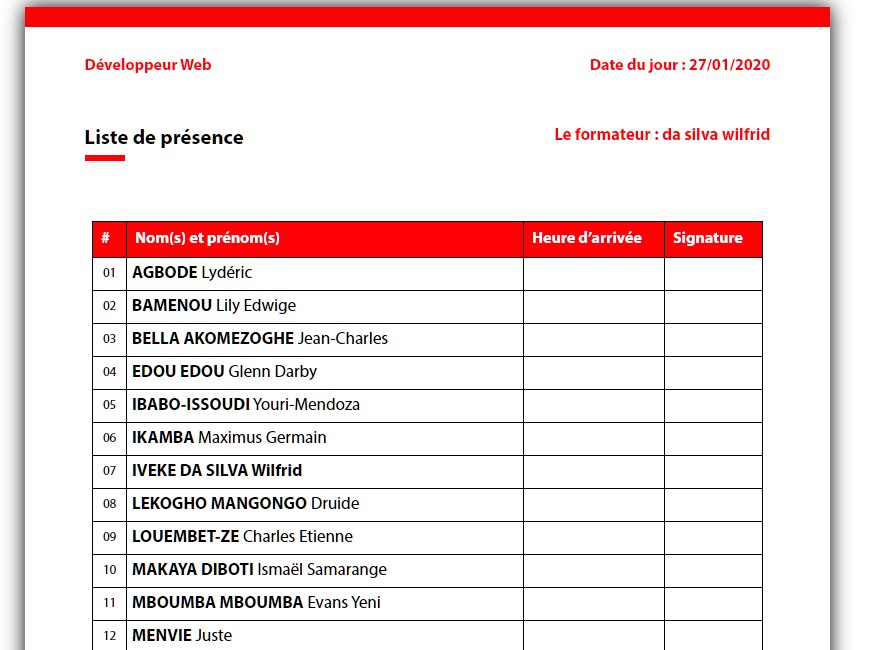 Développeur Web
Date du jour : 27/01/2020
Liste de présence
Le formateur : da silva wilfrid
# Nom(s) et prénom(s) Heure d’arrivée Signature
01 AGBODE Lydéric
02 BAMENOU Lily Edwige
03 BELLA AKOMEZOGHE Jean-Charles
04 EDOU EDOU Glenn Darby
05 IBABO-ISSOUDI Youri-Mendoza
06 IKAMBA Maximus Germain
07 IVEKE DA SILVA Wilfrid
08 LEKOGHO MANGONGO Druide
09 LOUEMBET-ZE Charles Etienne
10 MAKAYA DIBOTI Ismaël Samarange
11 MBOUMBA MBOUMBA Evans Yeni
12 MENVIE Juste